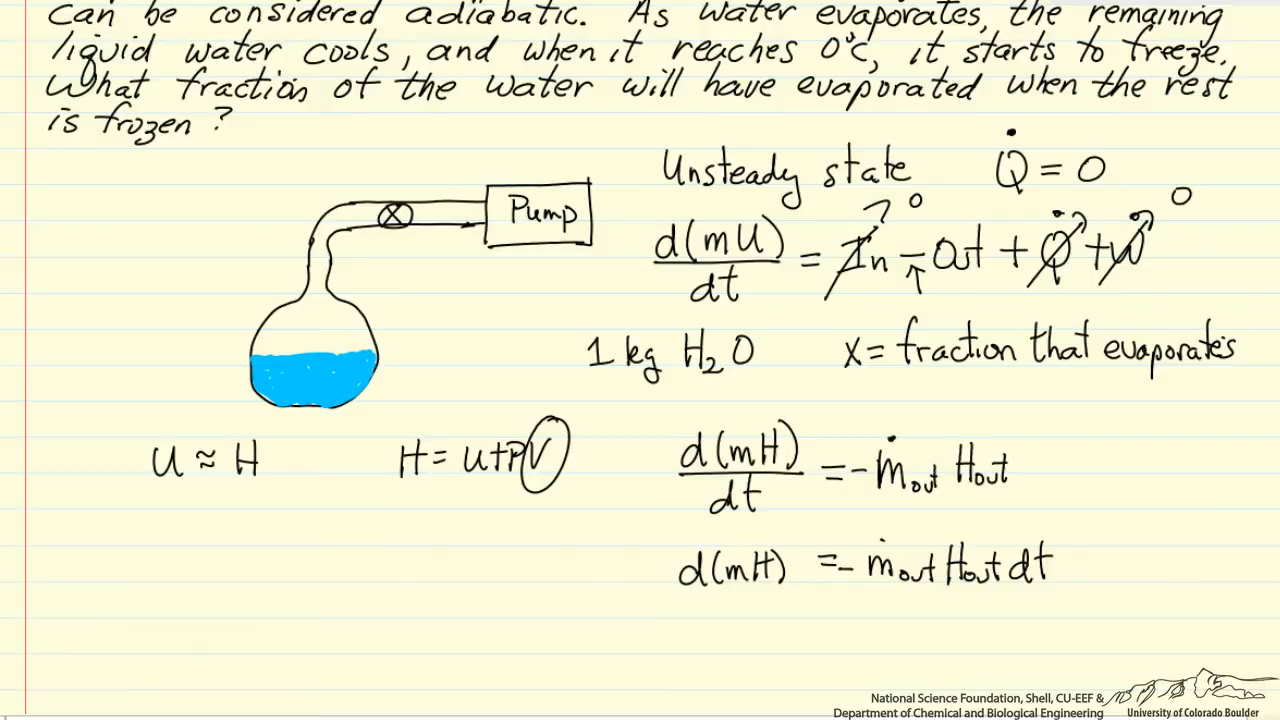 can be considered adiabatic. As water evaporates, the remaining
liquid water cools, and when it reaches 0°C, it starts to freeze.
What fraction of the water will have evaporated when the rest
is frozen?
Unsteady state Q̇ = 0
Pump
d(mU)/dt = In - Out + Q̇ + Ẇ
0
0
1 kg H₂O x = fraction that evaporates
U ≈ H H = U+PV d(mH)/dt = - ṁout Hout
d(mH) = - ṁout Hout dt
National Science Foundation, Shell, CU-EEF &
Department of Chemical and Biological Engineering
University of Colorado Boulder